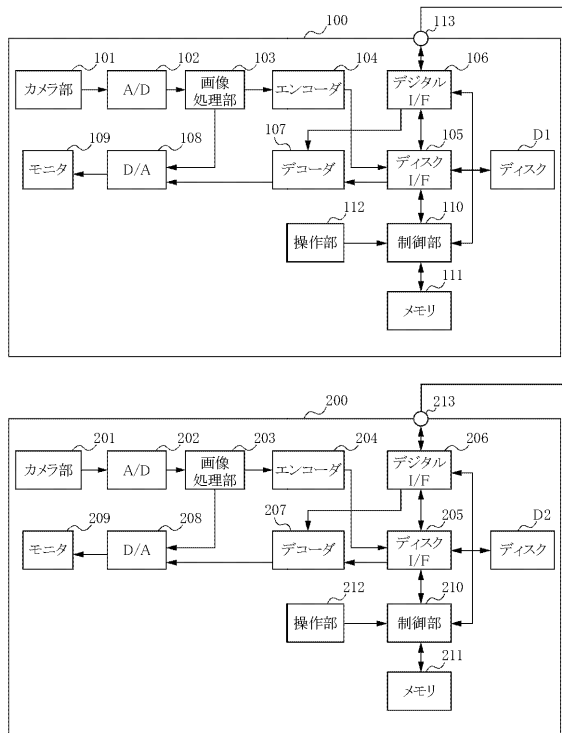 100
113
101
102
103
104
106
カメラ部
A/D
画像
処理部
エンコーダ
デジタル
I/F
109
108
107
105
D1
モニタ
D/A
デコーダ
ディスク
I/F
ディスク
112
110
操作部
制御部
111
メモリ
200
213
201
202
203
204
206
カメラ部
A/D
画像
処理部
エンコーダ
デジタル
I/F
209
208
207
205
D2
モニタ
D/A
デコーダ
ディスク
I/F
ディスク
212
210
操作部
制御部
211
メモリ